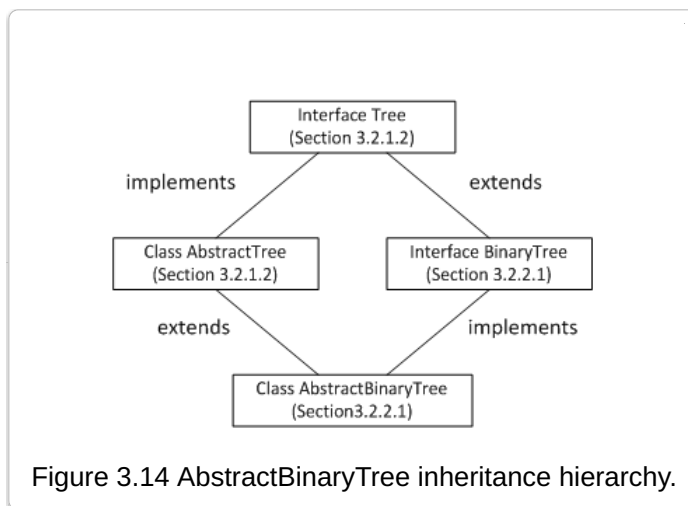 Interface Tree
(Section 3.2.1.2)
implements
extends
Class AbstractTree
(Section 3.2.1.2)
Interface BinaryTree
(Section 3.2.2.1)
extends
implements
Class AbstractBinaryTree
(Section3.2.2.1)
Figure 3.14 AbstractBinaryTree inheritance hierarchy.